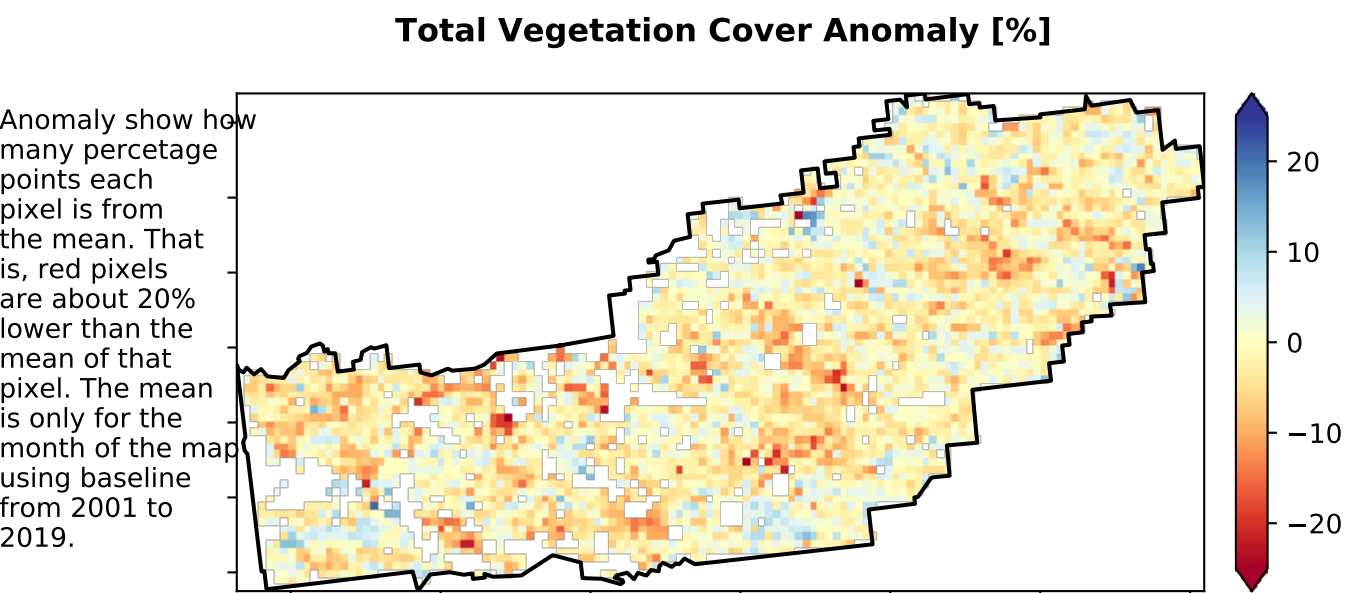 Total Vegetation Cover Anomaly [%]
Anomaly show how
many percetage
points each
pixel is from
the mean. That
is, red pixels
are about 20%
lower than the
mean of that
pixel. The mean
is only for the
month of the map
using baseline
from 2001 to
2019.
20
10
0
−10
−20